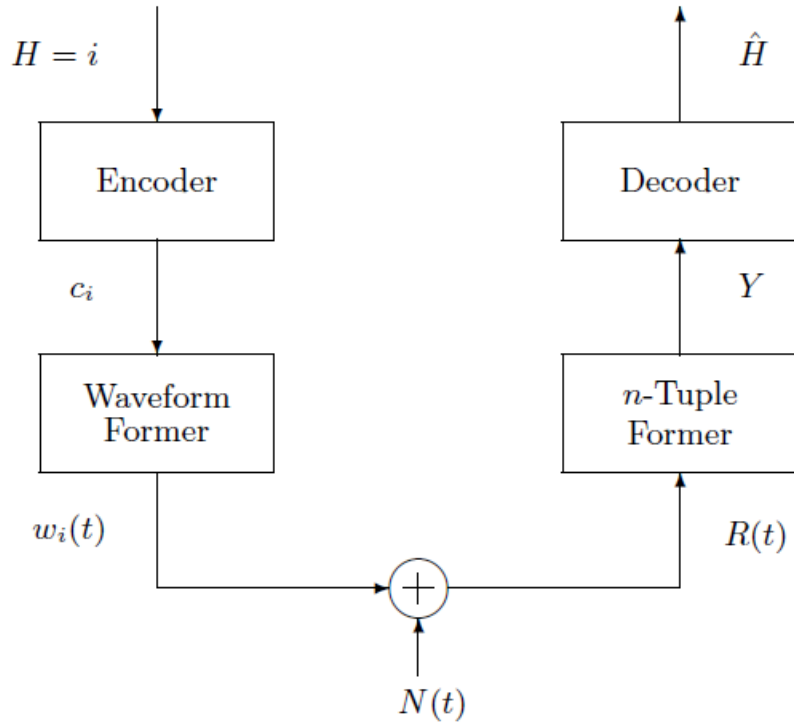 H = i
Ĥ
Encoder
Decoder
c_i
Y
Waveform
Former
n-Tuple
Former
w_i(t)
R(t)
+
N(t)